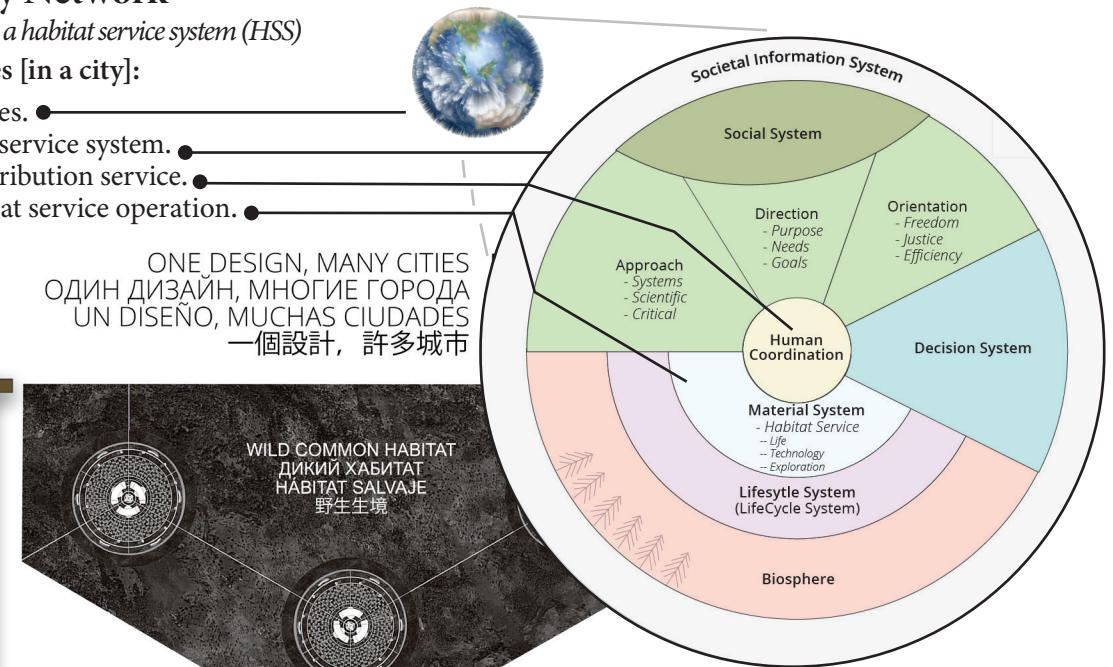 y Network
a habitat service system (HSS)
es [in a city]:
es.
service system.
ribution service.
at service operation.
ONE DESIGN, MANY CITIES
ОДИН ДИЗАЙН, МНОГИЕ ГОРОДА
UN DISEÑO, MUCHAS CIUDADES
一個設計，許多城市
WILD COMMON HABITAT
ДИКИЙ ХАБИТАТ
HÁBITAT SALVAJE
野生生境
Societal Information System
Social System
Direction
- Purpose
- Needs
- Goals
Orientation
- Freedom
- Justice
- Efficiency
Approach
- Systems
- Scientific
- Critical
Human
Coordination
Decision System
Material System
- Habitat Service
-- Life
-- Technology
-- Exploration
Lifesytle System
(LifeCycle System)
Biosphere